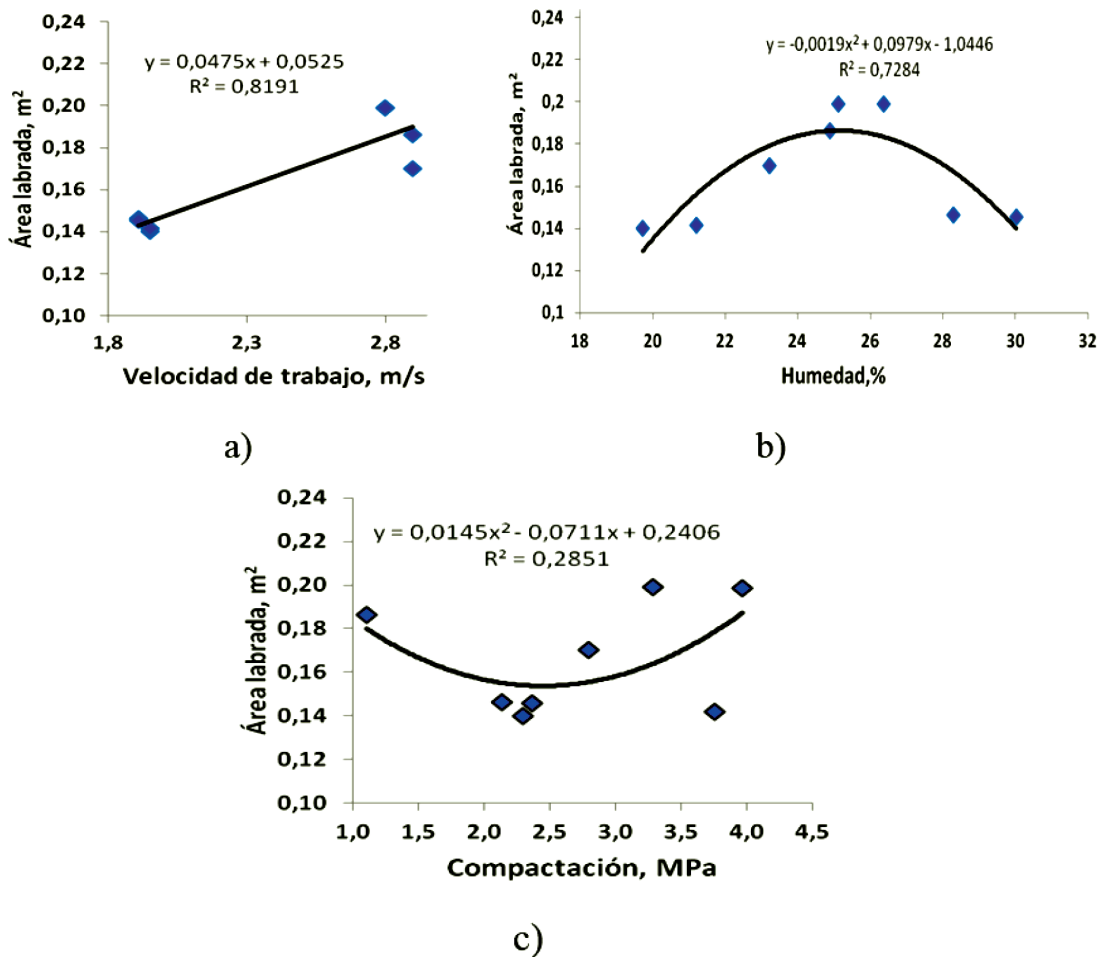 0,24
0,22
0,20
0,18
0,16
0,14
0,12
0,10
Área labrada, m²
y = 0,0475x + 0,0525
R² = 0,8191
1,8 2,3 2,8
Velocidad de trabajo, m/s
a)
0,24
0,22
0,2
0,18
0,16
0,14
0,12
0,1
Área labrada, m²
y = -0,0019x² + 0,0979x - 1,0446
R² = 0,7284
18 20 22 24 26 28 30 32
Humedad,%
b)
0,24
0,22
0,20
0,18
0,16
0,14
0,12
0,10
Área labrada, m²
y = 0,0145x² - 0,0711x + 0,2406
R² = 0,2851
1,0 1,5 2,0 2,5 3,0 3,5 4,0 4,5
Compactación, MPa
c)